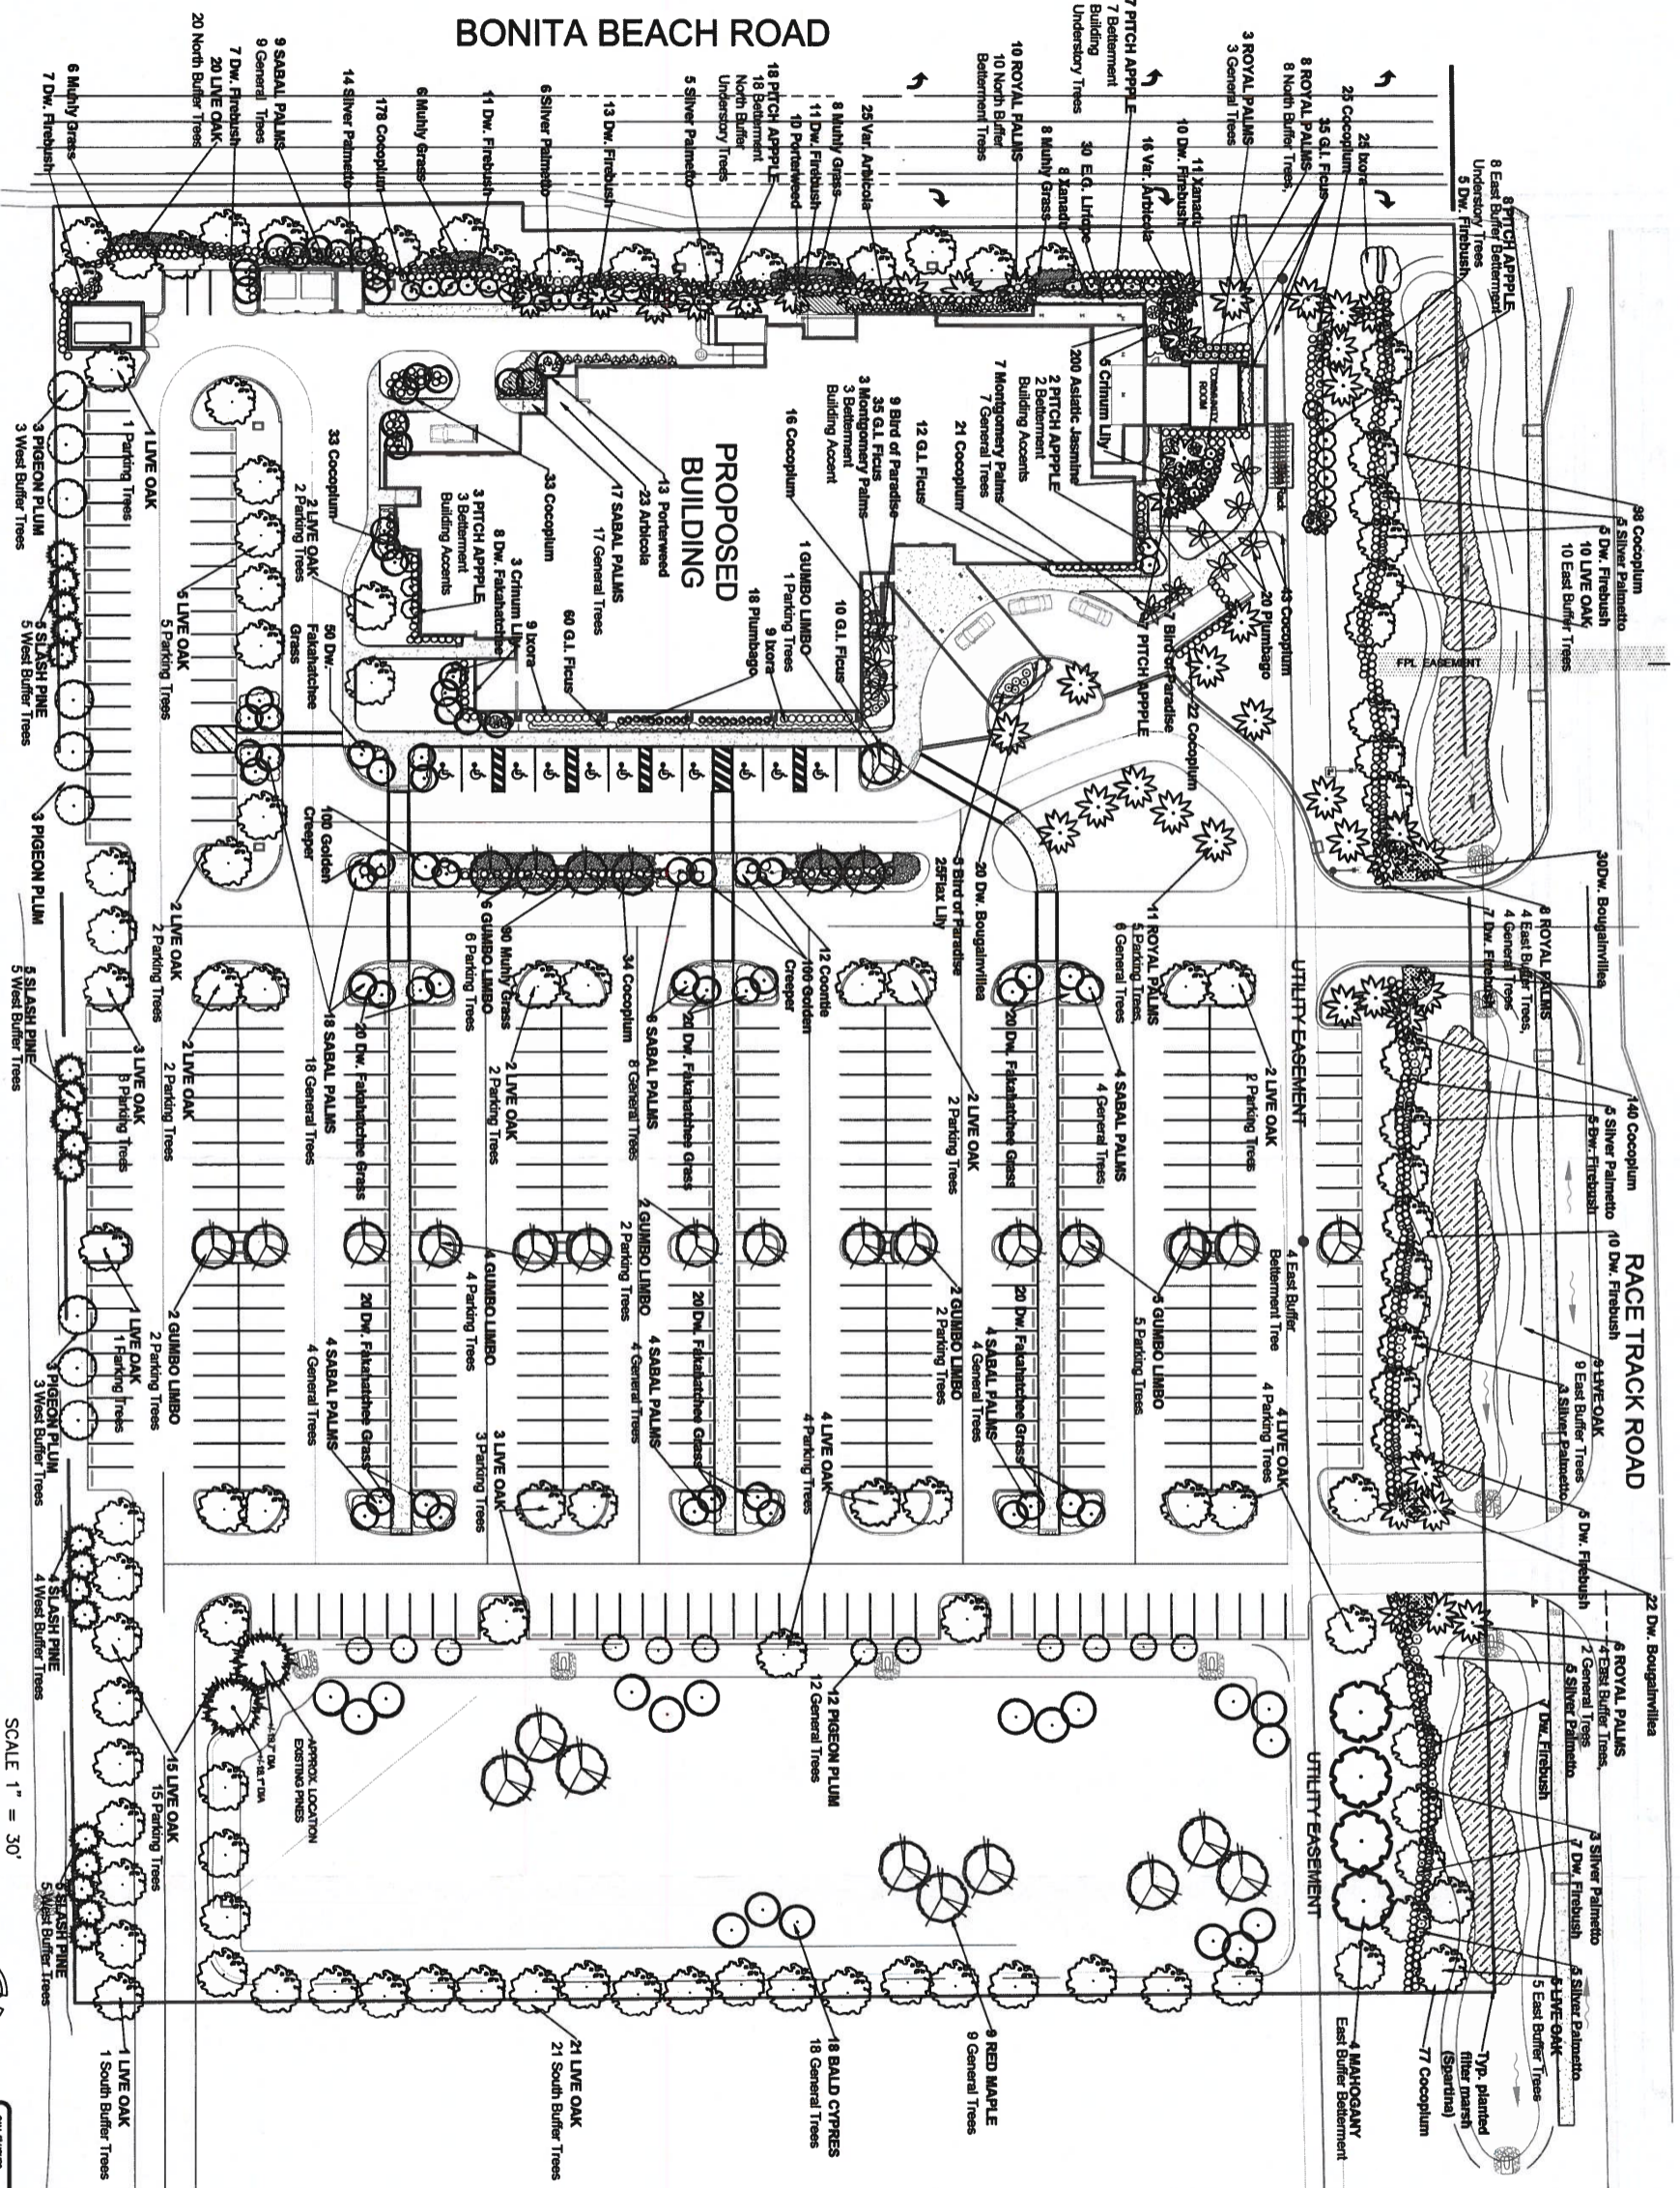 BONITA BEACH ROAD
7 PITCH APPPLE
7 Betterment
Building
Understory Trees
3 ROYAL PALMS
3 General Trees
8 ROYAL PALMS
8 North Buffer Trees,
25 Cocoplum
35 G.I. Ficus
25 Ixora
8 PITCH APPPLE
8 East Buffer Betterment
Understory Trees
5 Dw. Firebush
10 ROYAL PALMS
10 North Buffer
Betterment Trees
8 Muhly Grass
8 Xanadu
30 E.G. Liriope
16 Var. Arbicola
10 Dw. Firebush
11 Xanadu
25 Var. Arbicola
8 Muhly Grass
11 Dw. Firebush
10 Porterweed
18 PITCH APPPLE
18 Betterment
North Buffer
Understory Trees
5 Silver Palmetto
13 Dw. Firebush
6 Silver Palmetto
11 Dw. Firebush
6 Muhly Grass
178 Cocoplum
14 Silver Palmetto
9 SABAL PALMS
9 General Trees
7 Dw. Firebush
20 LIVE OAK
20 North Buffer Trees
6 Muhly Grass
7 Dw. Firebush
COMMUNITY
ROOM
5 Crinum Lily
200 Asiatic Jasmine
2 PITCH APPPLE
2 Betterment
Building Accents
7 Montgomery Palms
7 General Trees
21 Cocoplum
12 G.I. Ficus
9 Bird of Paradise
35 G.I. Ficus
3 Montgomery Palms
3 Betterment
Building Accent
16 Cocoplum
PROPOSED
BUILDING
1 GUMBO LIMBO
1 Parking Trees
10 G.I. Ficus
9 Ixora
18 Plumbago
13 Porterweed
23 Arbicola
17 SABAL PALMS
17 General Trees
60 G.I. Ficus
33 Cocoplum
9 Ixora
3 Crinum Lily
8 Dw. Fakahatchee
3 PITCH APPPLE
3 Betterment
Building Accents
33 Cocoplum
2 LIVE OAK
2 Parking Trees
50 Dw.
Fakahatchee
Grass
1 LIVE OAK
1 Parking Trees
5 LIVE OAK
5 Parking Trees
3 PIGEON PLUM
3 West Buffer Trees
5 SLASH PINE
5 West Buffer Trees
3 PIGEON PLUM
43 Cocoplum
20 Plumbago
22 Cocoplum
7 Bird of Paradise
7 PITCH APPPLE
98 Cocoplum
5 Silver Palmetto
5 Dw. Firebush
10 LIVE OAK
10 East Buffer Trees
FPL EASEMENT
30Dw. Bougainvillea
8 ROYAL PALMS
4 East Buffer Trees,
4 General Trees
7 Dw. Firebush
20 Dw. Bougainvillea
5 Bird of Paradise
25Flax Lily
11 ROYAL PALMS
5 Parking Trees,
6 General Trees
UTILITY EASEMENT
12 Coontie
100 Golden
Creeper
8 SABAL PALMS
8 General Trees
34 Cocoplum
90 Muhly Grass
6 GUMBO LIMBO
6 Parking Trees
100 Golden
Creeper
18 SABAL PALMS
18 General Trees
2 LIVE OAK
2 Parking Trees
2 LIVE OAK
2 Parking Trees
3 LIVE OAK
3 Parking Trees
5 SLASH PINE
5 West Buffer Trees
20 Dw. Fakahatchee Grass
2 LIVE OAK
2 Parking Trees
20 Dw. Fakahatchee Grass
2 LIVE OAK
2 Parking Trees
20 Dw. Fakahatchee Grass
4 SABAL PALMS
4 General Trees
2 LIVE OAK
2 Parking Trees
140 Cocoplum
5 Silver Palmetto
5 Dw. Firebush
10 Dw. Firebush
RACE TRACK ROAD
9 LIVE OAK
9 East Buffer Trees
3 Silver Palmetto
4 East Buffer
Betterment Tree
5 GUMBO LIMBO
5 Parking Trees
2 GUMBO LIMBO
2 Parking Trees
2 GUMBO LIMBO
2 Parking Trees
4 GUMBO LIMBO
4 Parking Trees
2 GUMBO LIMBO
2 Parking Trees
1 LIVE OAK
1 Parking Trees
3 PIGEON PLUM
3 West Buffer Trees
20 Dw. Fakahatchee Grass
4 SABAL PALMS
4 General Trees
20 Dw. Fakahatchee Grass
4 SABAL PALMS
4 General Trees
20 Dw. Fakahatchee Grass
4 SABAL PALMS
4 General Trees
3 LIVE OAK
3 Parking Trees
4 LIVE OAK
4 Parking Trees
4 LIVE OAK
4 Parking Trees
5 Dw. Firebush
22 Dw. Bougainvillea
6 ROYAL PALMS
4 East Buffer Trees,
2 General Trees
5 Silver Palmetto
7 Dw. Firebush
3 Silver Palmetto
7 Dw. Firebush
5 Silver Palmetto
5 LIVE OAK
5 East Buffer Trees
Typ. planted
filter marsh
(Spartina)
77 Cocoplum
4 MAHOGANY
East Buffer Betterment
UTILITY EASEMENT
12 PIGEON PLUM
12 General Trees
APPROX. LOCATION
EXISTING PINES
15 LIVE OAK
15 Parking Trees
4 SLASH PINE
4 West Buffer Trees
5 SLASH PINE
5 West Buffer Trees
9 RED MAPLE
9 General Trees
18 BALD CYPRES
18 General Trees
21 LIVE OAK
21 South Buffer Trees
1 LIVE OAK
1 South Buffer Trees
SCALE 1" = 30'